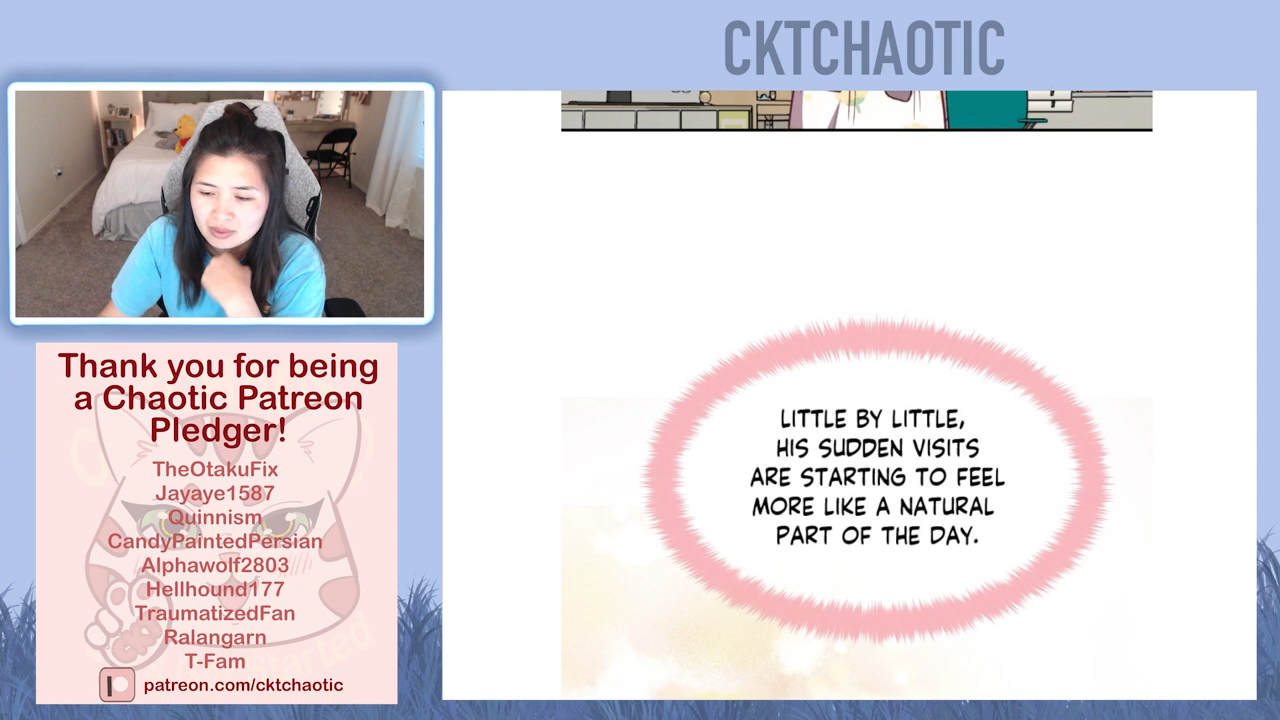 CKTCHAOTIC
Thank you for being
a Chaotic Patreon
Pledger!
TheOtakuFix
Jayaye1587
Quinnism
CandyPaintedPersian
Alphawolf2803
Hellhound177
TraumatizedFan
Ralangarn
T-Fam
patreon.com/cktchaotic
LITTLE BY LITTLE,
HIS SUDDEN VISITS
ARE STARTING TO FEEL
MORE LIKE A NATURAL
PART OF THE DAY.